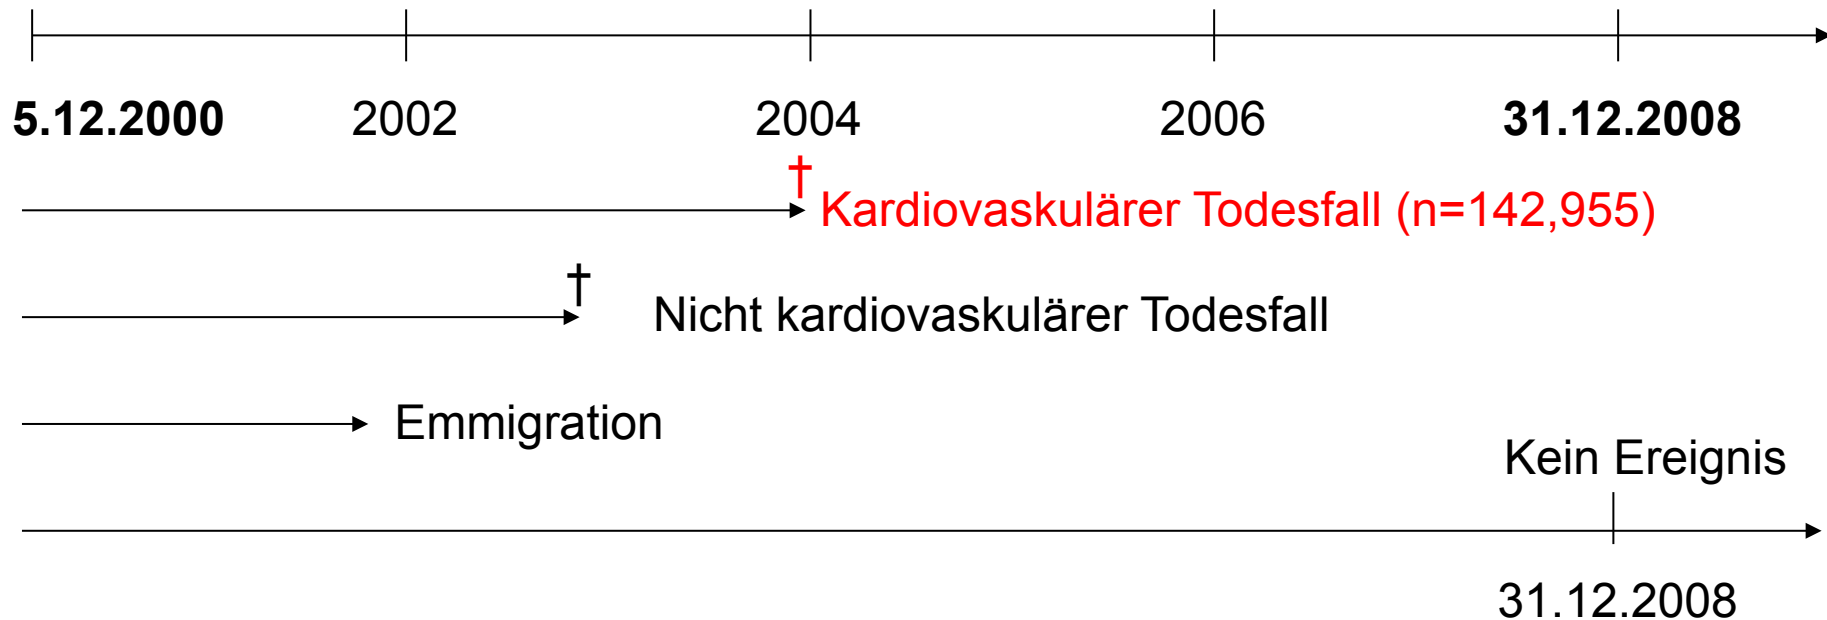 5.12.2000 2002 2004 2006 31.12.2008
† Kardiovaskulärer Todesfall (n=142,955)
† Nicht kardiovaskulärer Todesfall
Emmigration
Kein Ereignis
31.12.2008